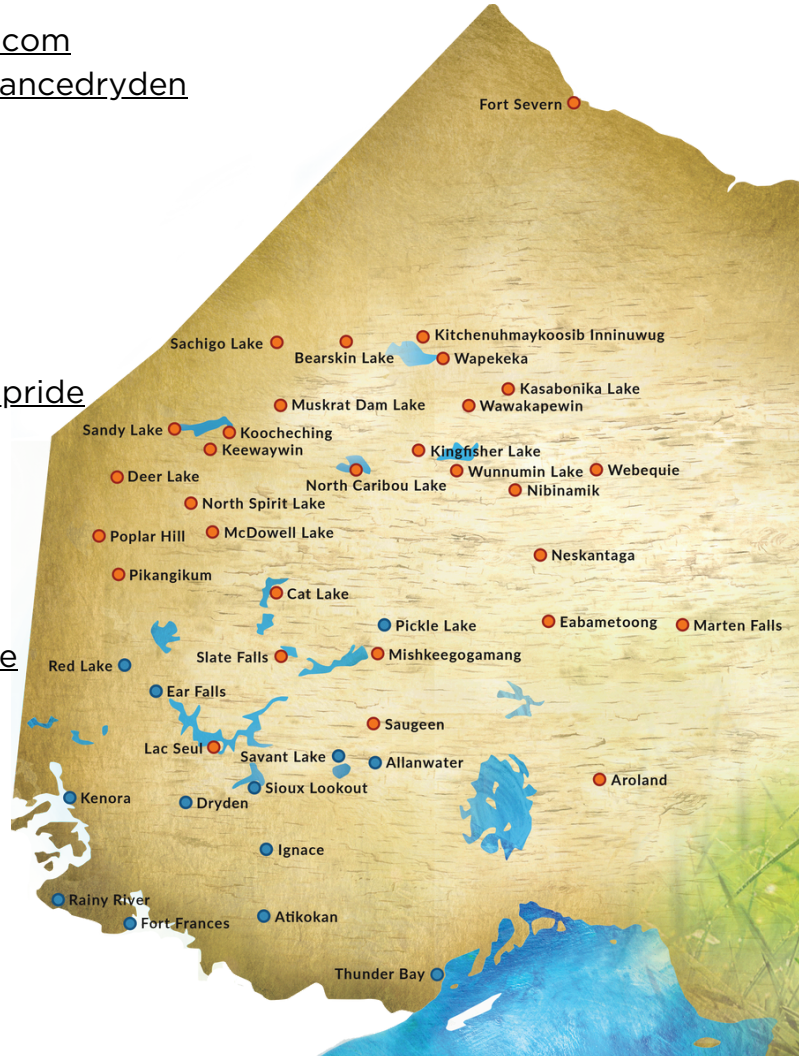 com
ancedryden
Fort Severn
Kitchenuhmaykoosib Inninuwug
Sachigo Lake
Bearskin Lake
Wapekeka
Kasabonika Lake
pride
Muskrat Dam Lake
Wawakapewin
Sandy Lake
Koocheching
Keewaywin
Kingfisher Lake
Deer Lake
Wunnumin Lake
Webequie
North Caribou Lake
Nibinamik
North Spirit Lake
Poplar Hill
McDowell Lake
Neskantaga
Pikangikum
Cat Lake
Pickle Lake
Eabametoong
Marten Falls
e
Slate Falls
Mishkeegogamang
Red Lake
Ear Falls
Saugeen
Lac Seul
Savant Lake
Allanwater
Aroland
Sioux Lookout
Kenora
Dryden
Ignace
Rainy River
Atikokan
Fort Frances
Thunder Bay